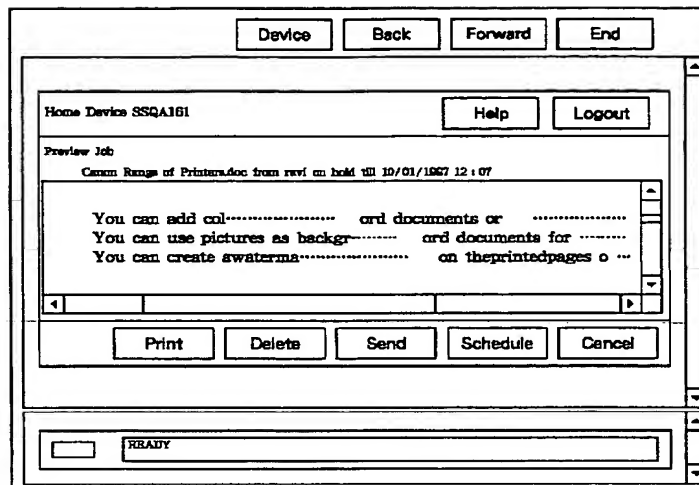 Device Back Forward End
Home Device SSQA161 Help Logout
Preview Job
Canon Range of Printers.doc from ravi on hold till 10/01/1997 12:07
You can add col.................... ord documents or .................
You can use pictures as backgr........ ord documents for ........
You can create awaterma........................ on theprintedpages o ...
Print Delete Send Schedule Cancel
READY